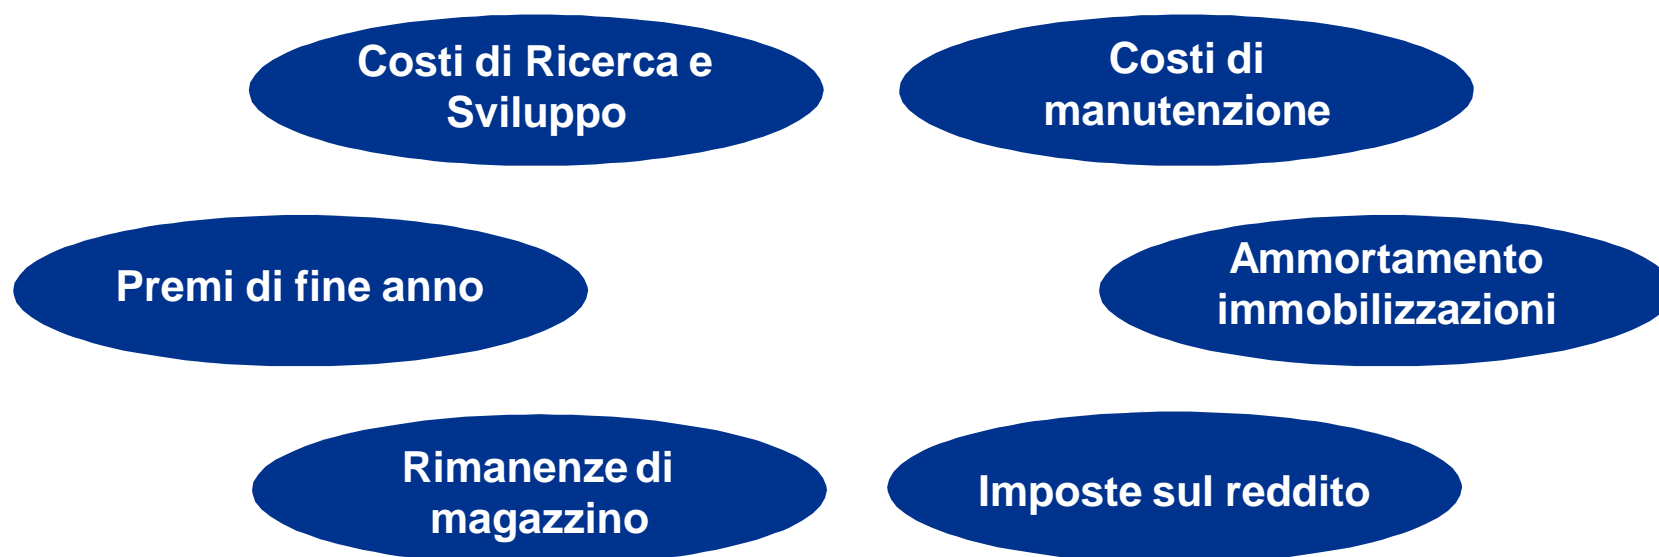 Costi di Ricerca e
Sviluppo
Costi di
manutenzione
Premi di fine anno
Ammortamento
immobilizzazioni
Rimanenze di
magazzino
Imposte sul reddito